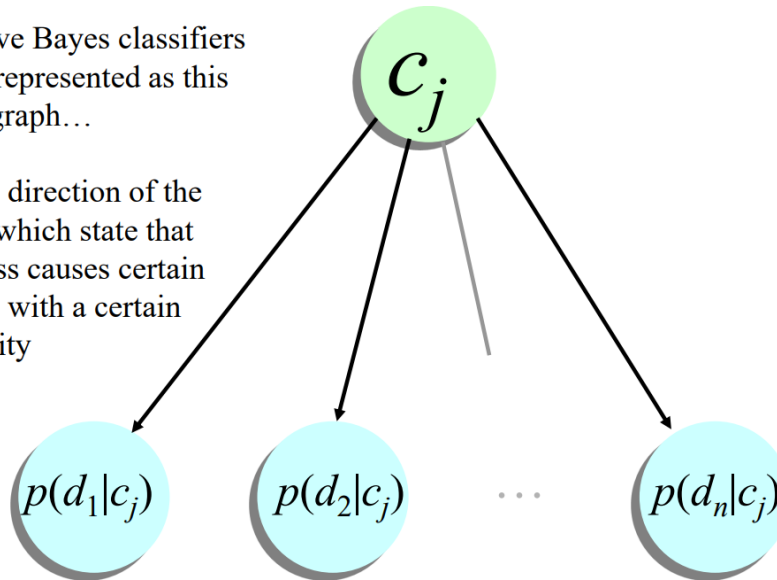 ve Bayes classifiers
represented as this
graph…
direction of the
which state that
ss causes certain
with a certain
ity
c_j
p(d_1|c_j)
p(d_2|c_j)
…
p(d_n|c_j)